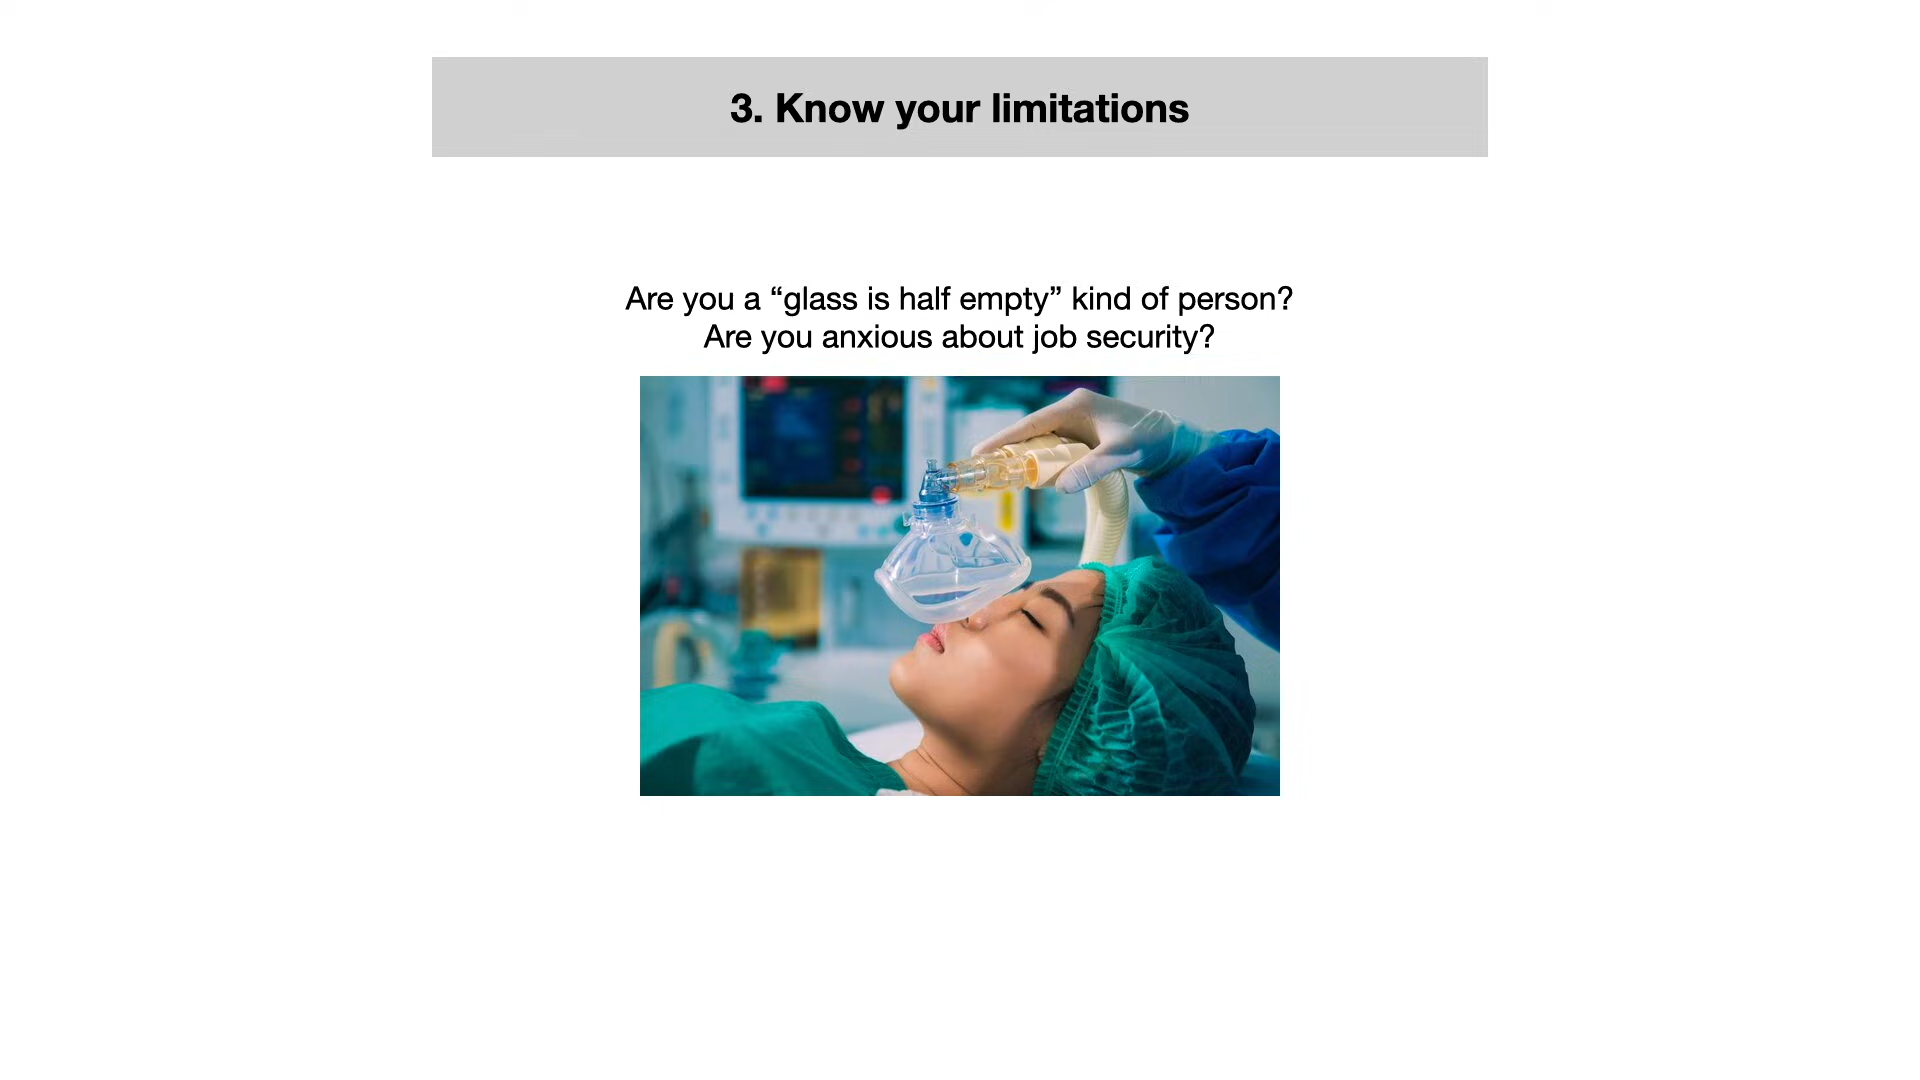 3. Know your limitations
Are you a “glass is half empty” kind of person?
Are you anxious about job security?